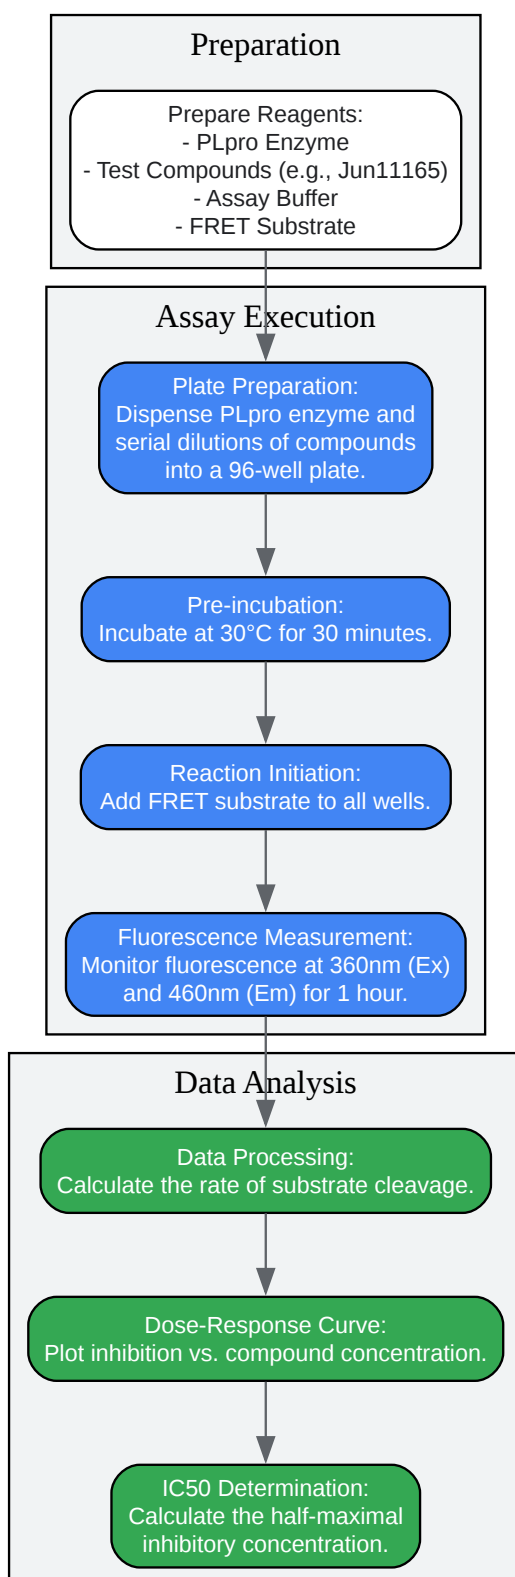 Preparation
Prepare Reagents:
- PLpro Enzyme
- Test Compounds (e.g., Jun11165)
- Assay Buffer
- FRET Substrate
Assay Execution
Plate Preparation:
Dispense PLpro enzyme and
serial dilutions of compounds
into a 96-well plate.
Pre-incubation:
Incubate at 30°C for 30 minutes.
Reaction Initiation:
Add FRET substrate to all wells.
Fluorescence Measurement:
Monitor fluorescence at 360nm (Ex)
and 460nm (Em) for 1 hour.
Data Analysis
Data Processing:
Calculate the rate of substrate cleavage.
Dose-Response Curve:
Plot inhibition vs. compound concentration.
IC50 Determination:
Calculate the half-maximal
inhibitory concentration.